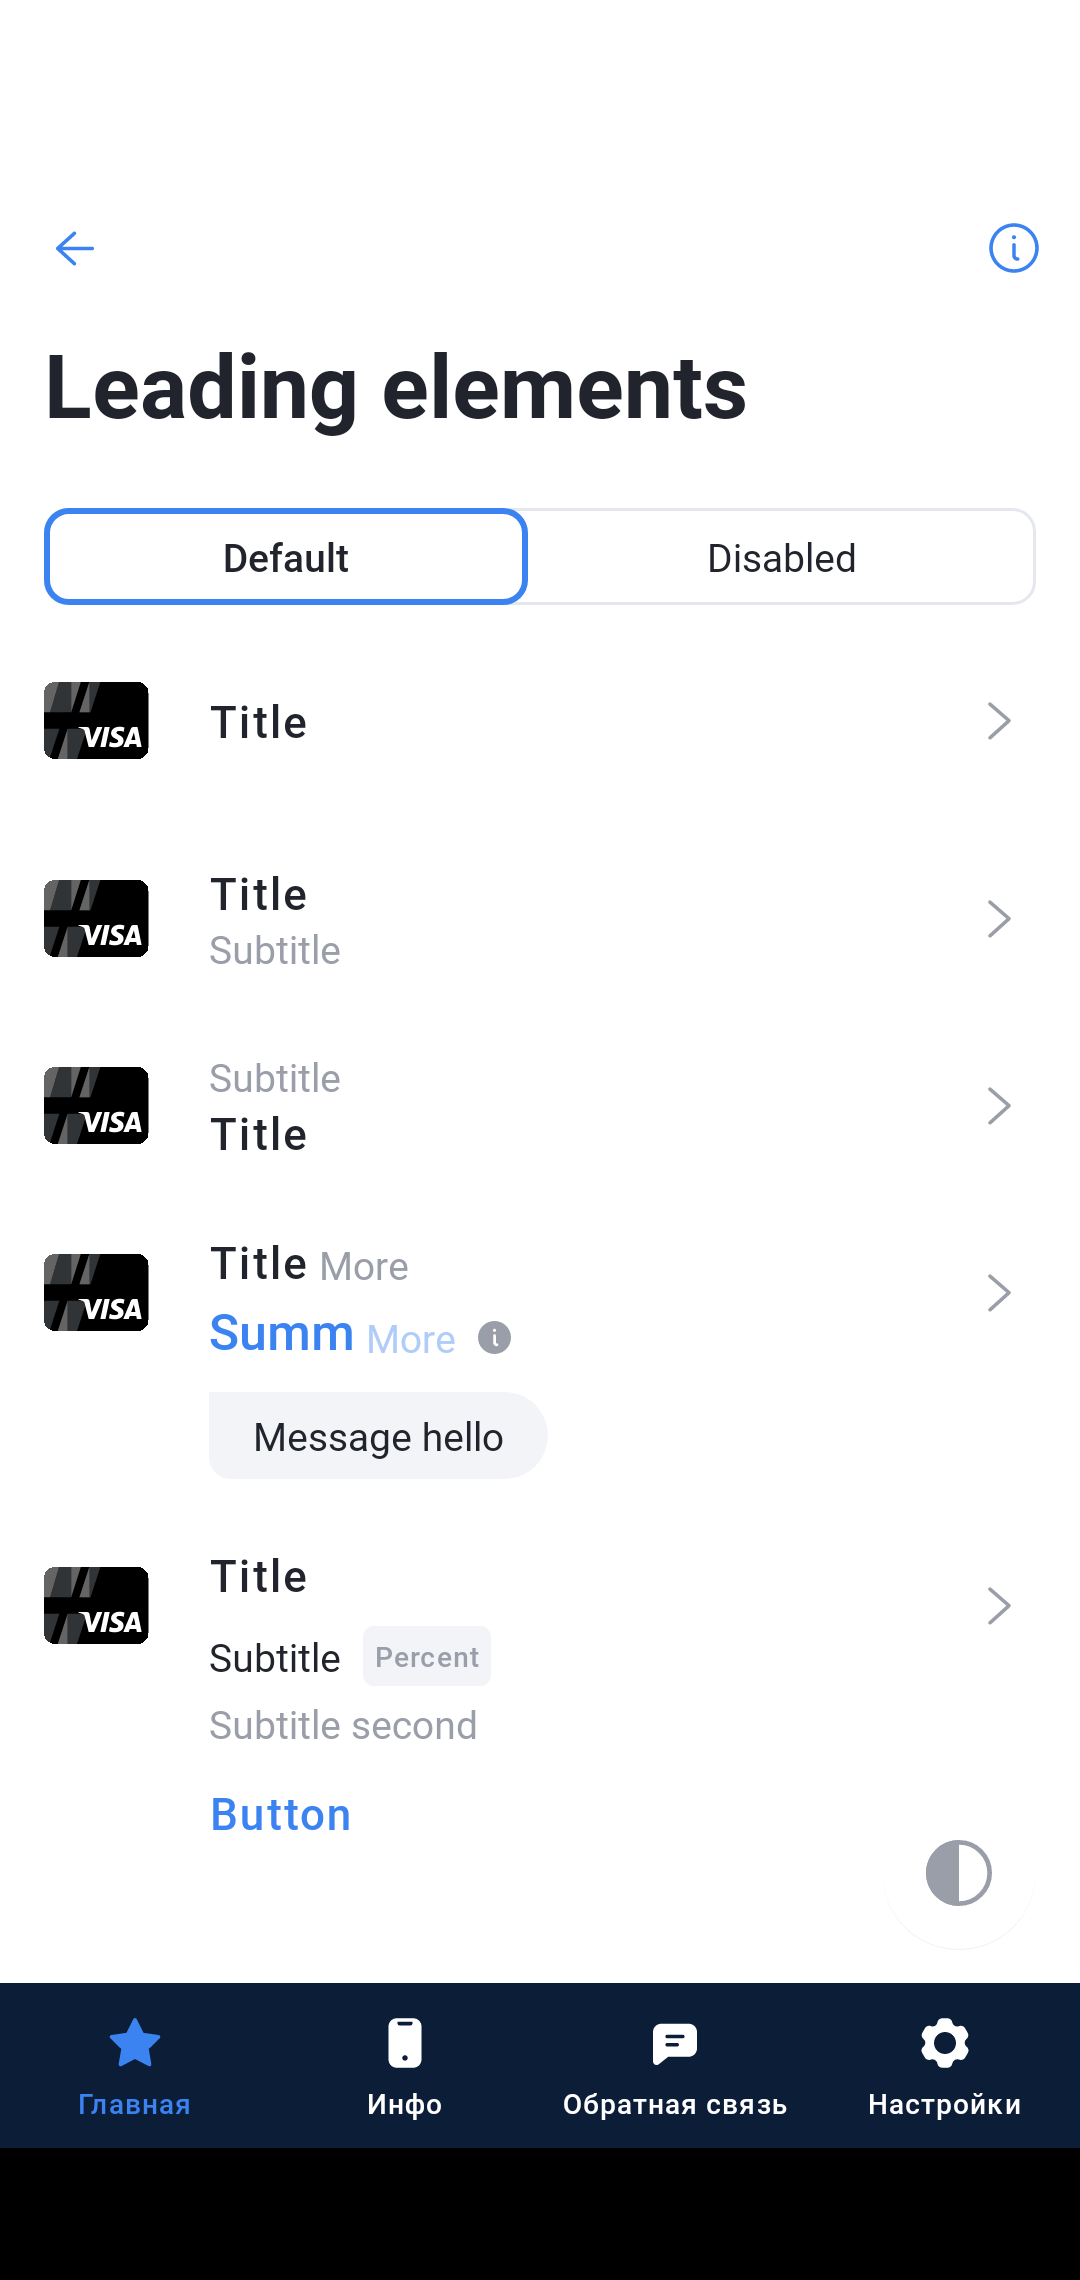 Leading elements
Default Disabled
VISA Title
VISA Title
Subtitle
Subtitle
VISA Title
Title More
VISA
Summ More
Message hello
Title
VISA
Subtitle Percent
Subtitle second
Button
Главная Инфо Обратная связь Настройки